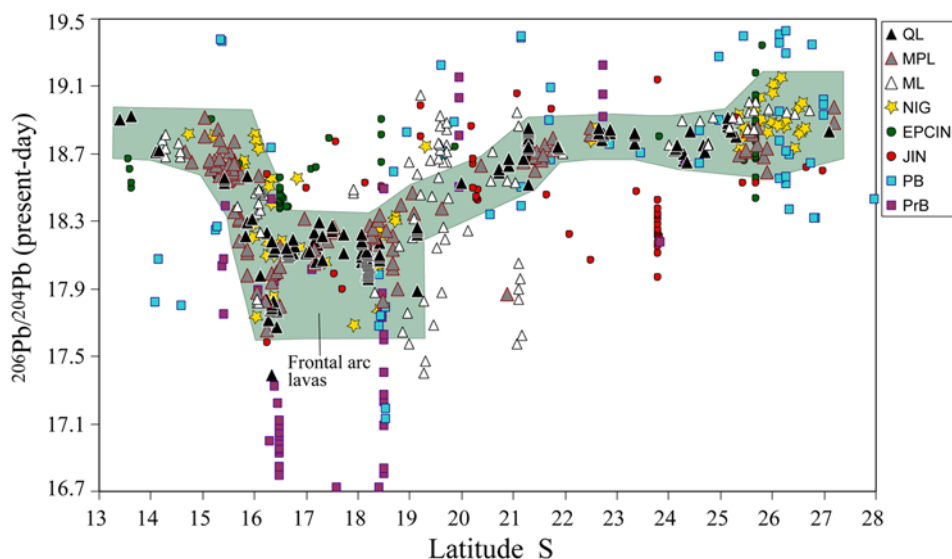 19.5
19.1
18.7
18.3
17.9
17.5
17.1
16.7
206Pb/204Pb (present-day)
Frontal arc
lavas
13 14 15 16 17 18 19 20 21 22 23 24 25 26 27 28
Latitude S
QL
MPL
ML
NIG
EPCIN
JIN
PB
PrB